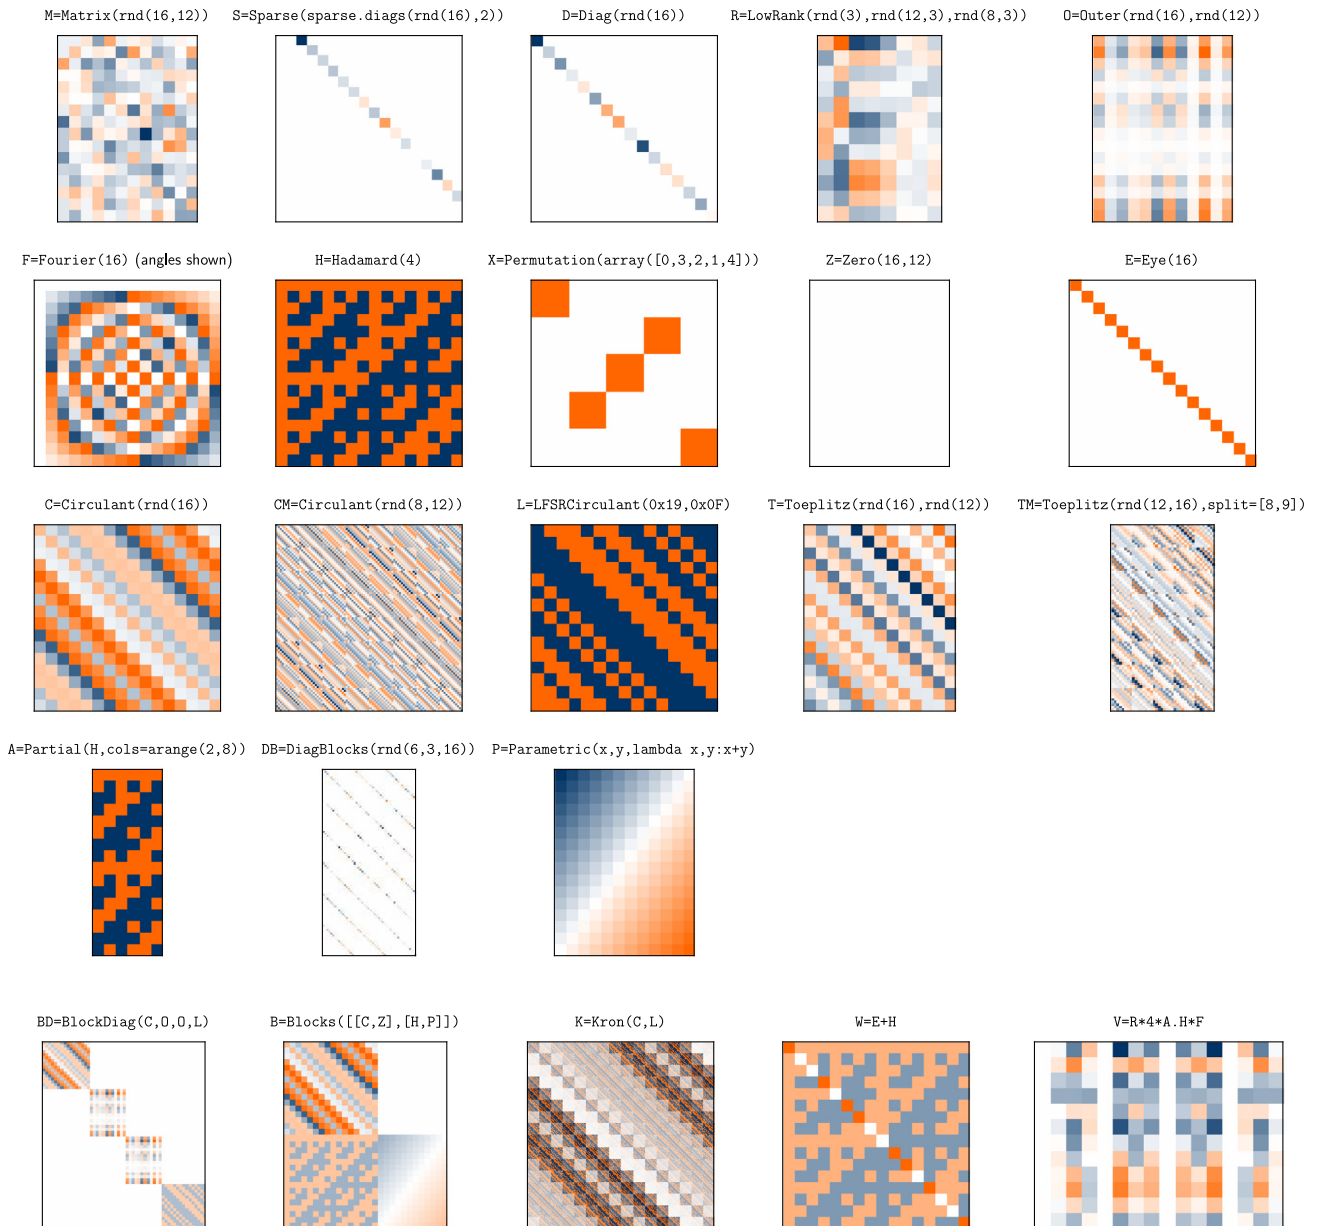 M=Matrix(rnd(16,12))
S=Sparse(sparse.diags(rnd(16),2))
D=Diag(rnd(16))
R=LowRank(rnd(3),rnd(12,3),rnd(8,3))
O=Outer(rnd(16),rnd(12))
F=Fourier(16) (angles shown)
H=Hadamard(4)
X=Permutation(array([0,3,2,1,4]))
Z=Zero(16,12)
E=Eye(16)
C=Circulant(rnd(16))
CM=Circulant(rnd(8,12))
L=LFSRCirculant(0x19,0x0F)
T=Toeplitz(rnd(16),rnd(12))
TM=Toeplitz(rnd(12,16),split=[8,9])
A=Partial(H,cols=arange(2,8))
DB=DiagBlocks(rnd(6,3,16))
P=Parametric(x,y,lambda x,y:x+y)
BD=BlockDiag(C,O,O,L)
B=Blocks([[C,Z],[H,P]])
K=Kron(C,L)
W=E+H
V=R*4*A.H*F